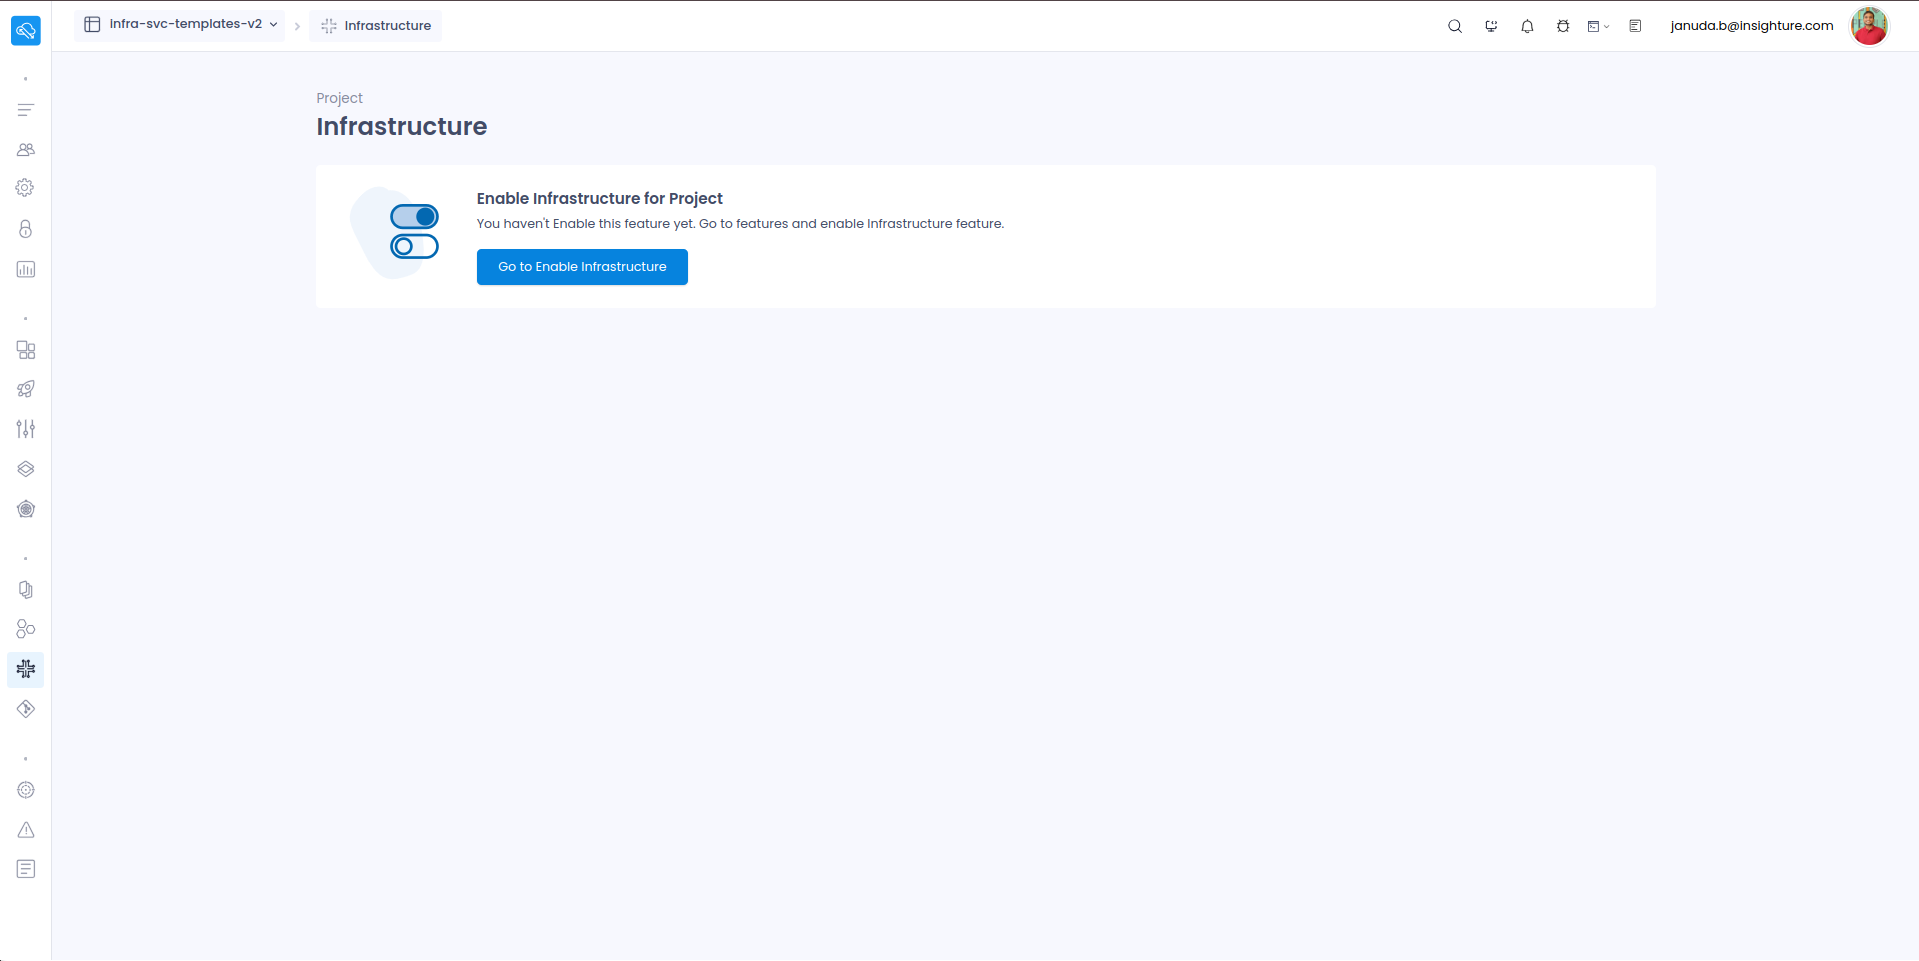 infra-svc-templates-v2
Infrastructure
januda.b@insighture.com
Project
Infrastructure
Enable Infrastructure for Project
You haven't Enable this feature yet. Go to features and enable Infrastructure feature.
Go to Enable Infrastructure